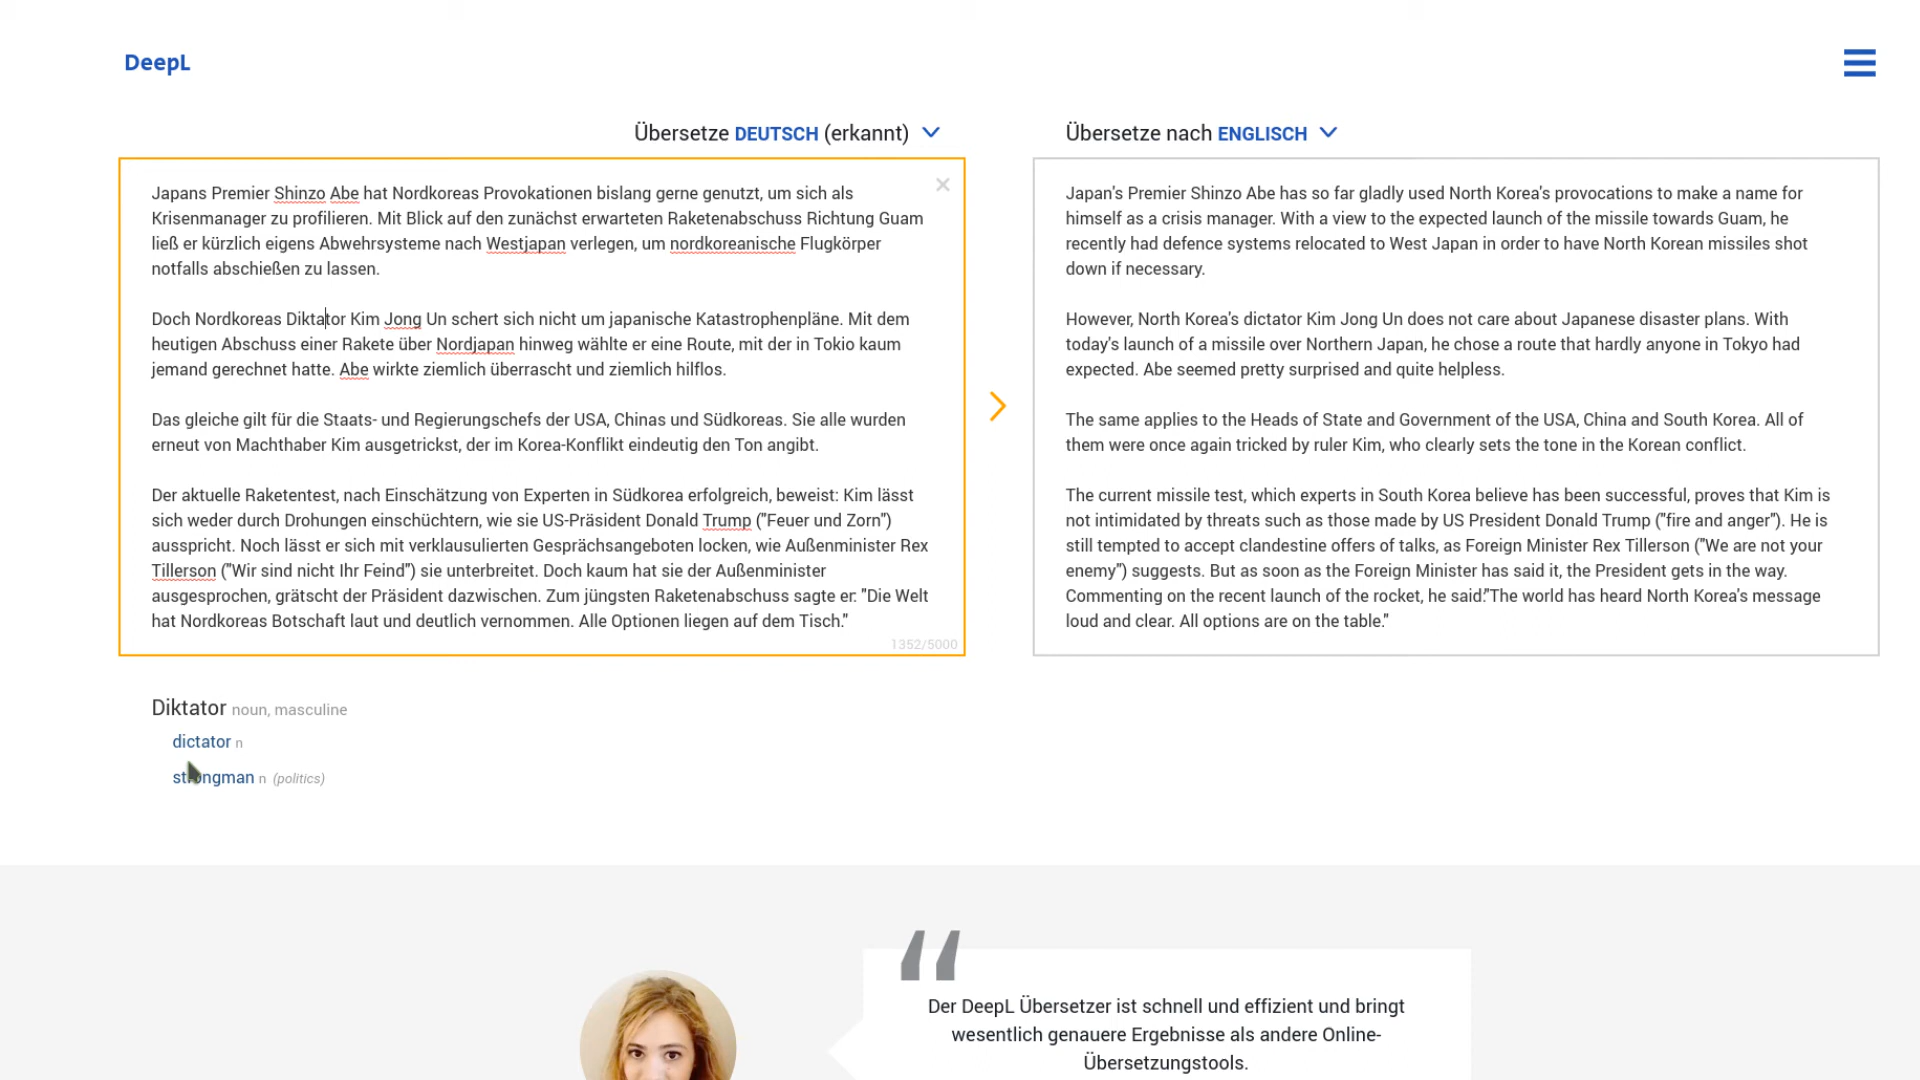 DeepL
Übersetze DEUTSCH (erkannt)
Übersetze nach ENGLISCH
Japans Premier Shinzo Abe hat Nordkoreas Provokationen bislang gerne genutzt, um sich als
Krisenmanager zu profilieren. Mit Blick auf den zunächst erwarteten Raketenabschuss Richtung Guam
ließ er kürzlich eigens Abwehrsysteme nach Westjapan verlegen, um nordkoreanische Flugkörper
notfalls abschießen zu lassen.
Doch Nordkoreas Diktator Kim Jong Un schert sich nicht um japanische Katastrophenpläne. Mit dem
heutigen Abschuss einer Rakete über Nordjapan hinweg wählte er eine Route, mit der in Tokio kaum
jemand gerechnet hatte. Abe wirkte ziemlich überrascht und ziemlich hilflos.
Das gleiche gilt für die Staats- und Regierungschefs der USA, Chinas und Südkoreas. Sie alle wurden
erneut von Machthaber Kim ausgetrickst, der im Korea-Konflikt eindeutig den Ton angibt.
Der aktuelle Raketentest, nach Einschätzung von Experten in Südkorea erfolgreich, beweist: Kim lässt
sich weder durch Drohungen einschüchtern, wie sie US-Präsident Donald Trump ("Feuer und Zorn")
ausspricht. Noch lässt er sich mit verklausulierten Gesprächsangeboten locken, wie Außenminister Rex
Tillerson ("Wir sind nicht Ihr Feind") sie unterbreitet. Doch kaum hat sie der Außenminister
ausgesprochen, grätscht der Präsident dazwischen. Zum jüngsten Raketenabschuss sagte er: "Die Welt
hat Nordkoreas Botschaft laut und deutlich vernommen. Alle Optionen liegen auf dem Tisch."
1352/5000
Japan's Premier Shinzo Abe has so far gladly used North Korea's provocations to make a name for
himself as a crisis manager. With a view to the expected launch of the missile towards Guam, he
recently had defence systems relocated to West Japan in order to have North Korean missiles shot
down if necessary.
However, North Korea's dictator Kim Jong Un does not care about Japanese disaster plans. With
today's launch of a missile over Northern Japan, he chose a route that hardly anyone in Tokyo had
expected. Abe seemed pretty surprised and quite helpless.
The same applies to the Heads of State and Government of the USA, China and South Korea. All of
them were once again tricked by ruler Kim, who clearly sets the tone in the Korean conflict.
The current missile test, which experts in South Korea believe has been successful, proves that Kim is
not intimidated by threats such as those made by US President Donald Trump ("fire and anger"). He is
still tempted to accept clandestine offers of talks, as Foreign Minister Rex Tillerson ("We are not your
enemy") suggests. But as soon as the Foreign Minister has said it, the President gets in the way.
Commenting on the recent launch of the rocket, he said:"The world has heard North Korea's message
loud and clear. All options are on the table."
Diktator noun, masculine
dictator n
strongman n (politics)
“
Der DeepL Übersetzer ist schnell und effizient und bringt
wesentlich genauere Ergebnisse als andere Online-
Übersetzungstools.